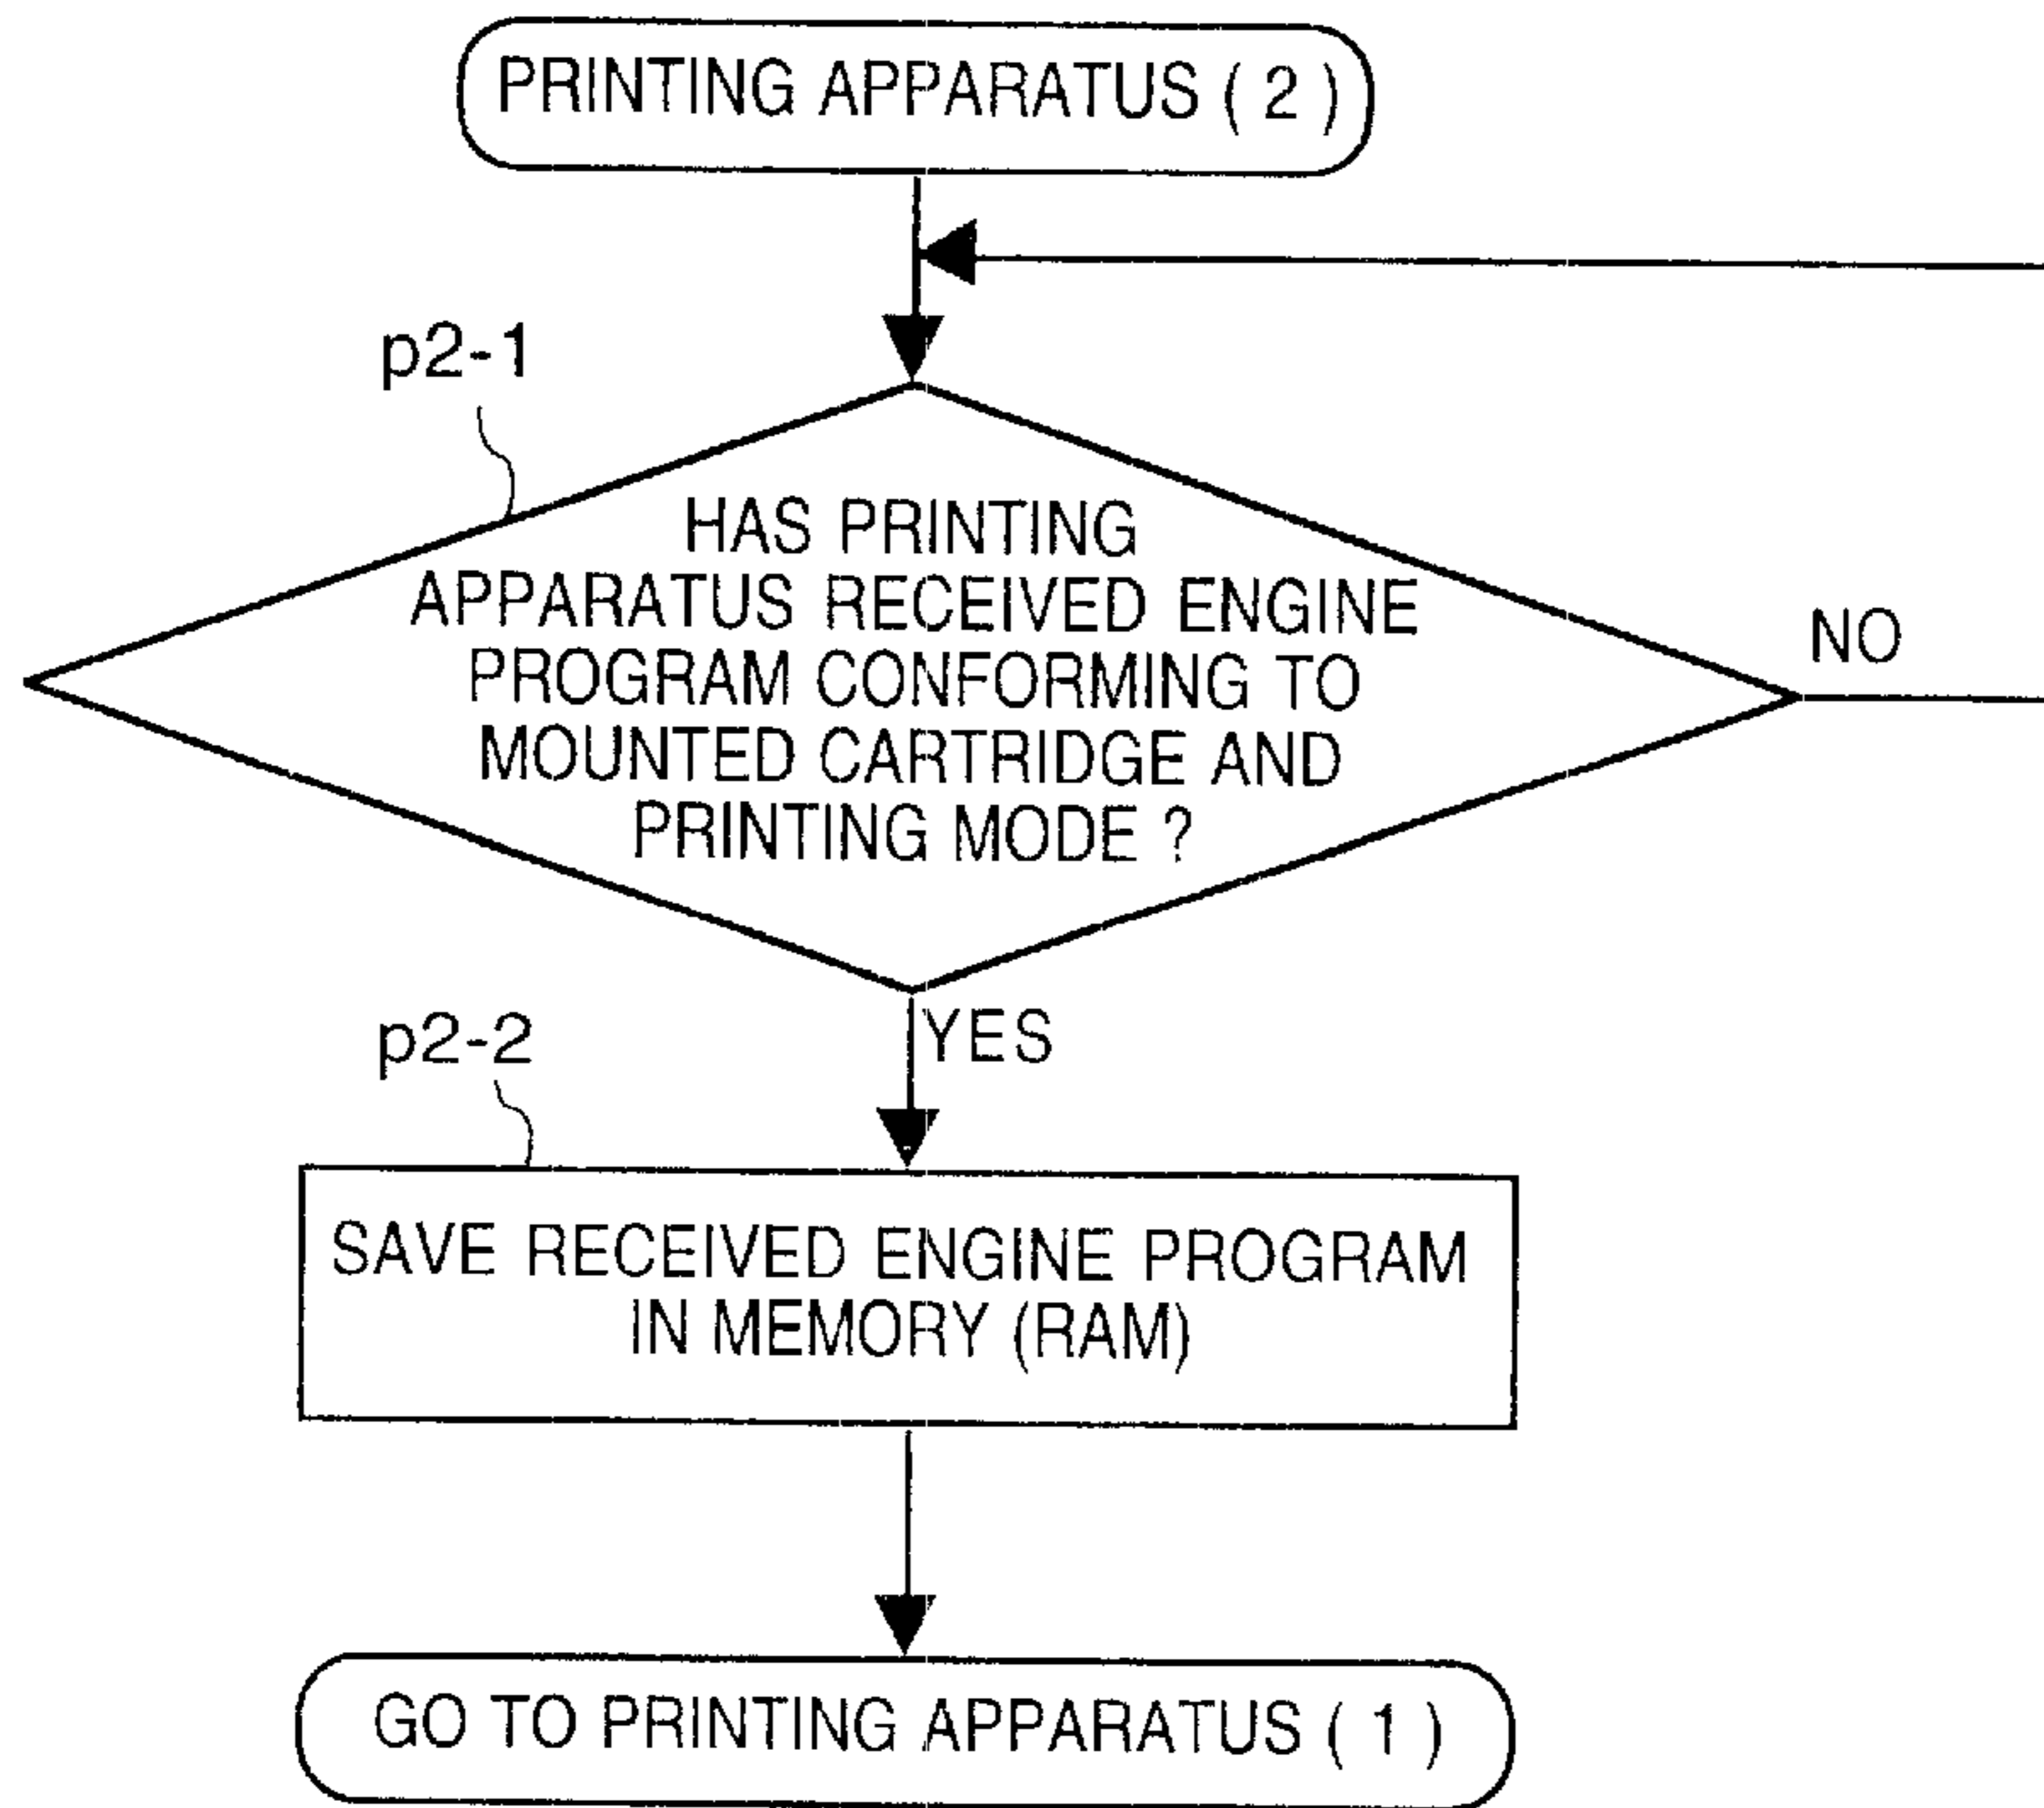 PRINTING APPARATUS ( 2 )
p2-1
HAS PRINTING
APPARATUS RECEIVED ENGINE
PROGRAM CONFORMING TO
MOUNTED CARTRIDGE AND
PRINTING MODE ?
NO
YES
p2-2
SAVE RECEIVED ENGINE PROGRAM
IN MEMORY (RAM)
GO TO PRINTING APPARATUS ( 1 )